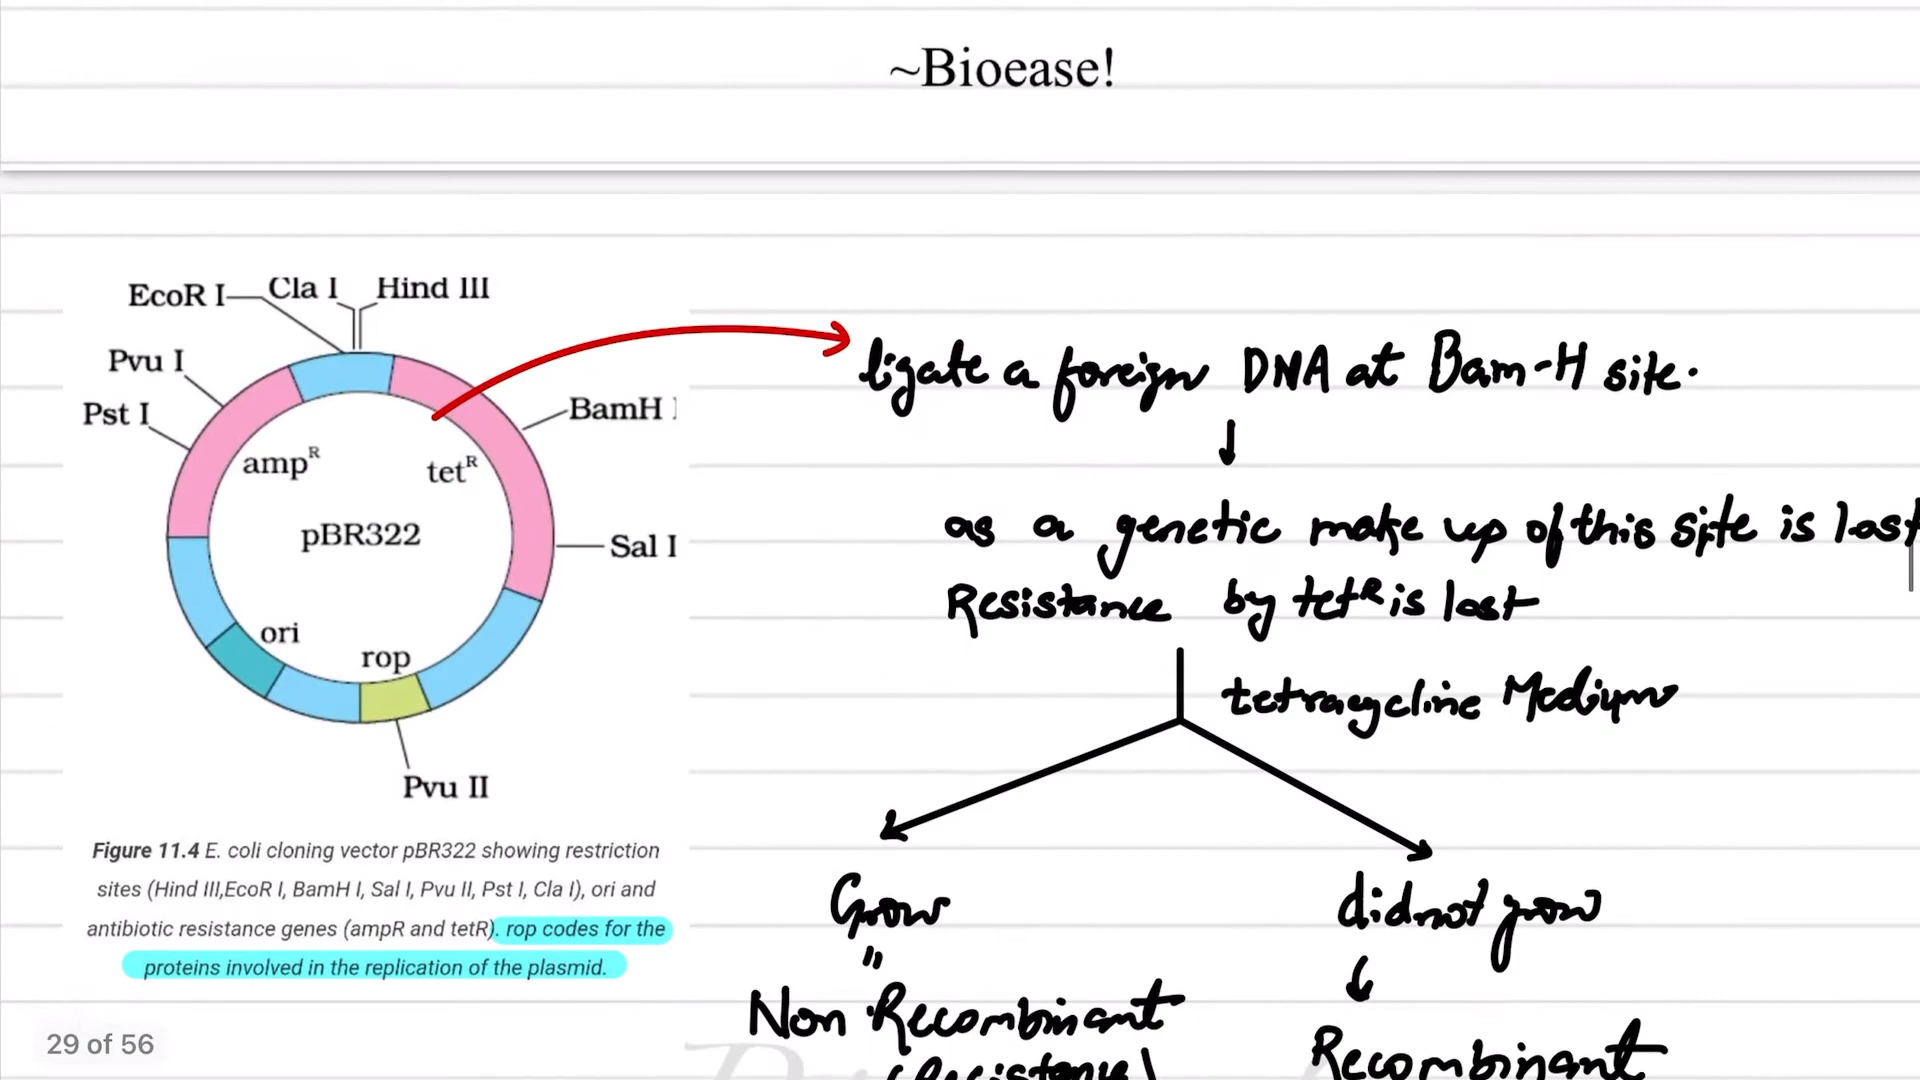 ~Bioease!
EcoR I
Cla I
Hind III
Pvu I
Pst I
BamH I
ampᴿ
tetᴿ
pBR322
Sal I
ori
rop
Pvu II
Figure 11.4 E. coli cloning vector pBR322 showing restriction
sites (Hind III,EcoR I, BamH I, Sal I, Pvu II, Pst I, Cla I), ori and
antibiotic resistance genes (ampR and tetR). rop codes for the
proteins involved in the replication of the plasmid.
ligate a foreign DNA at Bam-H site.
as a genetic make up of this site is lost
Resistance by tetᴿ is lost
tetracycline Medium
Grow
didnot grow
Non Recombinant
Recombinant
29 of 56